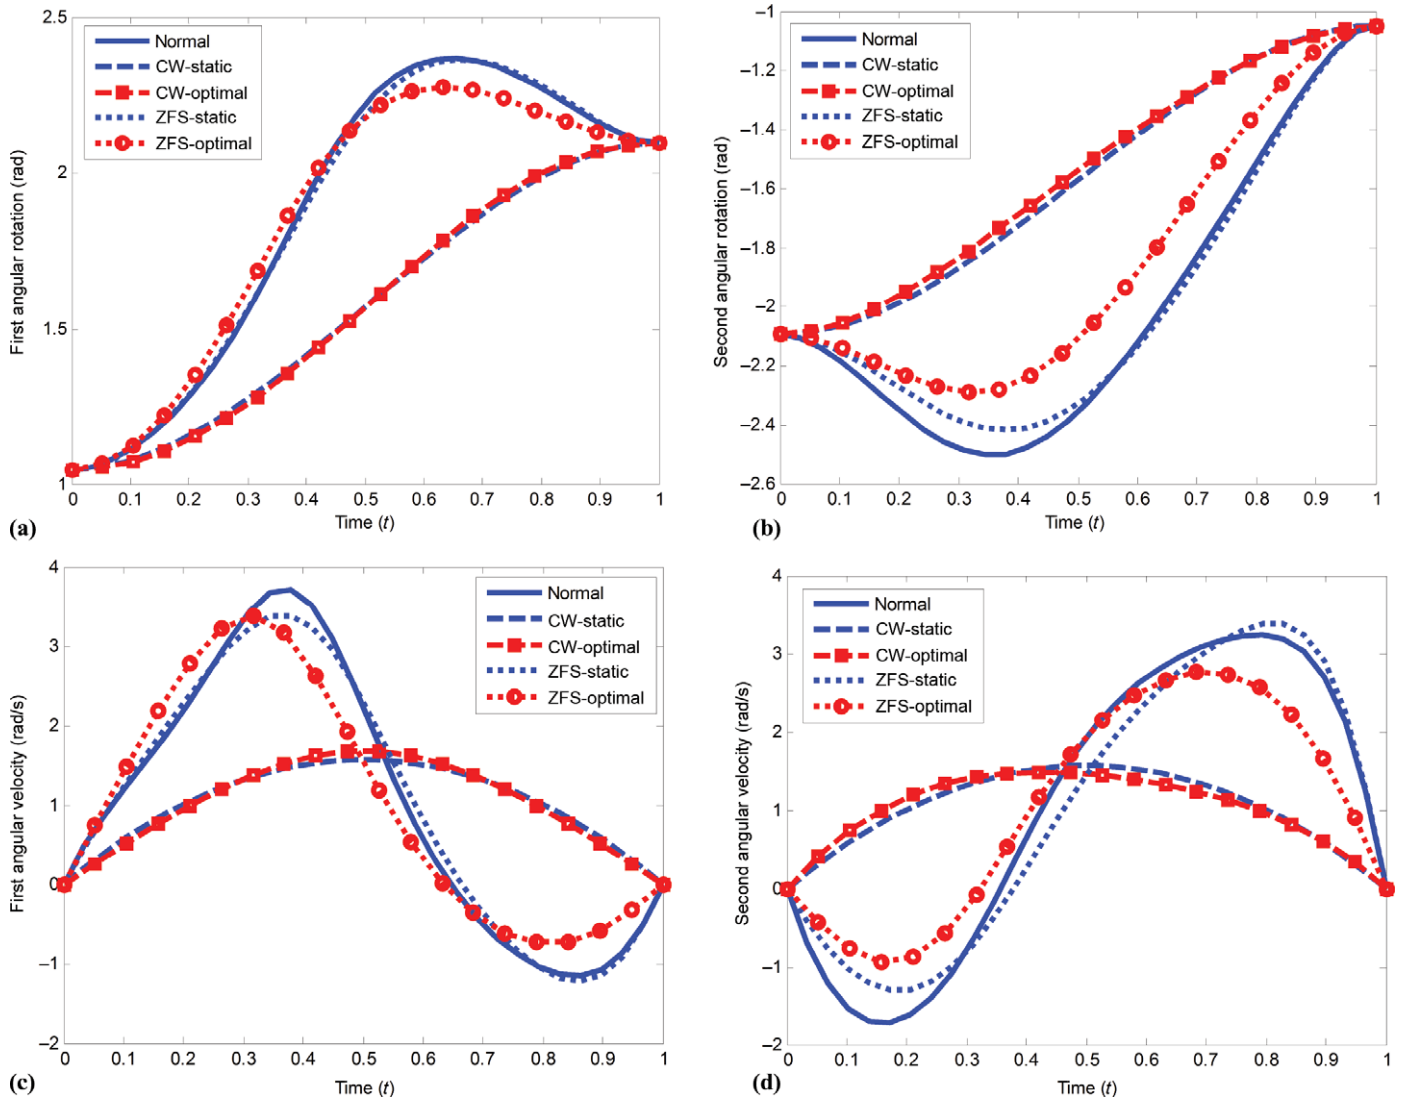 2.5
2
1.5
1
First angular rotation (rad)
Normal
CW-static
CW-optimal
ZFS-static
ZFS-optimal
0 0.1 0.2 0.3 0.4 0.5 0.6 0.7 0.8 0.9 1
Time (t)
(a)
–1
–1.2
–1.4
–1.6
–1.8
–2
–2.2
–2.4
–2.6
Second angular rotation (rad)
Normal
CW-static
CW-optimal
ZFS-static
ZFS-optimal
0 0.1 0.2 0.3 0.4 0.5 0.6 0.7 0.8 0.9 1
Time (t)
(b)
4
3
2
1
0
–1
–2
First angular velocity (rad/s)
Normal
CW-static
CW-optimal
ZFS-static
ZFS-optimal
0 0.1 0.2 0.3 0.4 0.5 0.6 0.7 0.8 0.9 1
Time (t)
(c)
4
3
2
1
0
–1
–2
Second angular velocity (rad/s)
Normal
CW-static
CW-optimal
ZFS-static
ZFS-optimal
0 0.1 0.2 0.3 0.4 0.5 0.6 0.7 0.8 0.9 1
Time (t)
(d)